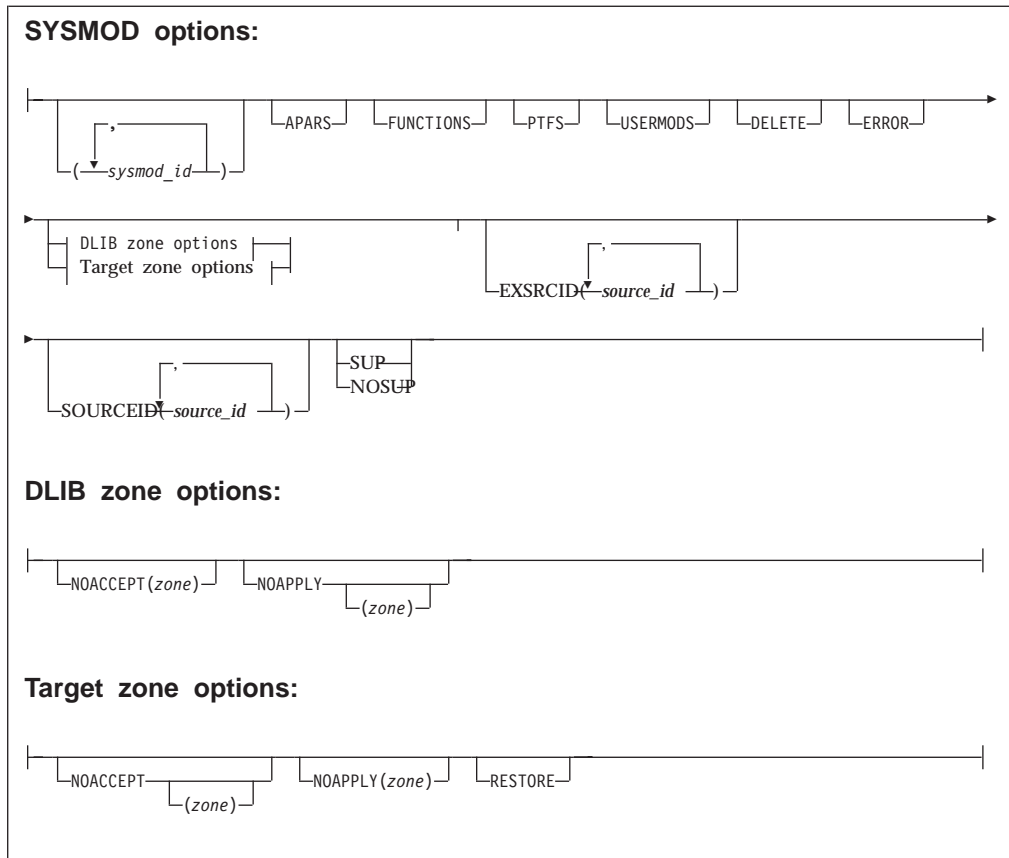 SYSMOD options:
,
( sysmod_id )
APARS FUNCTIONS PTFS USERMODS DELETE ERROR
DLIB zone options
Target zone options
,
EXSRCID( source_id )
,
SOURCEID( source_id )
SUP
NOSUP
DLIB zone options:
NOACCEPT(zone) NOAPPLY
(zone)
Target zone options:
NOACCEPT
(zone)
NOAPPLY(zone) RESTORE